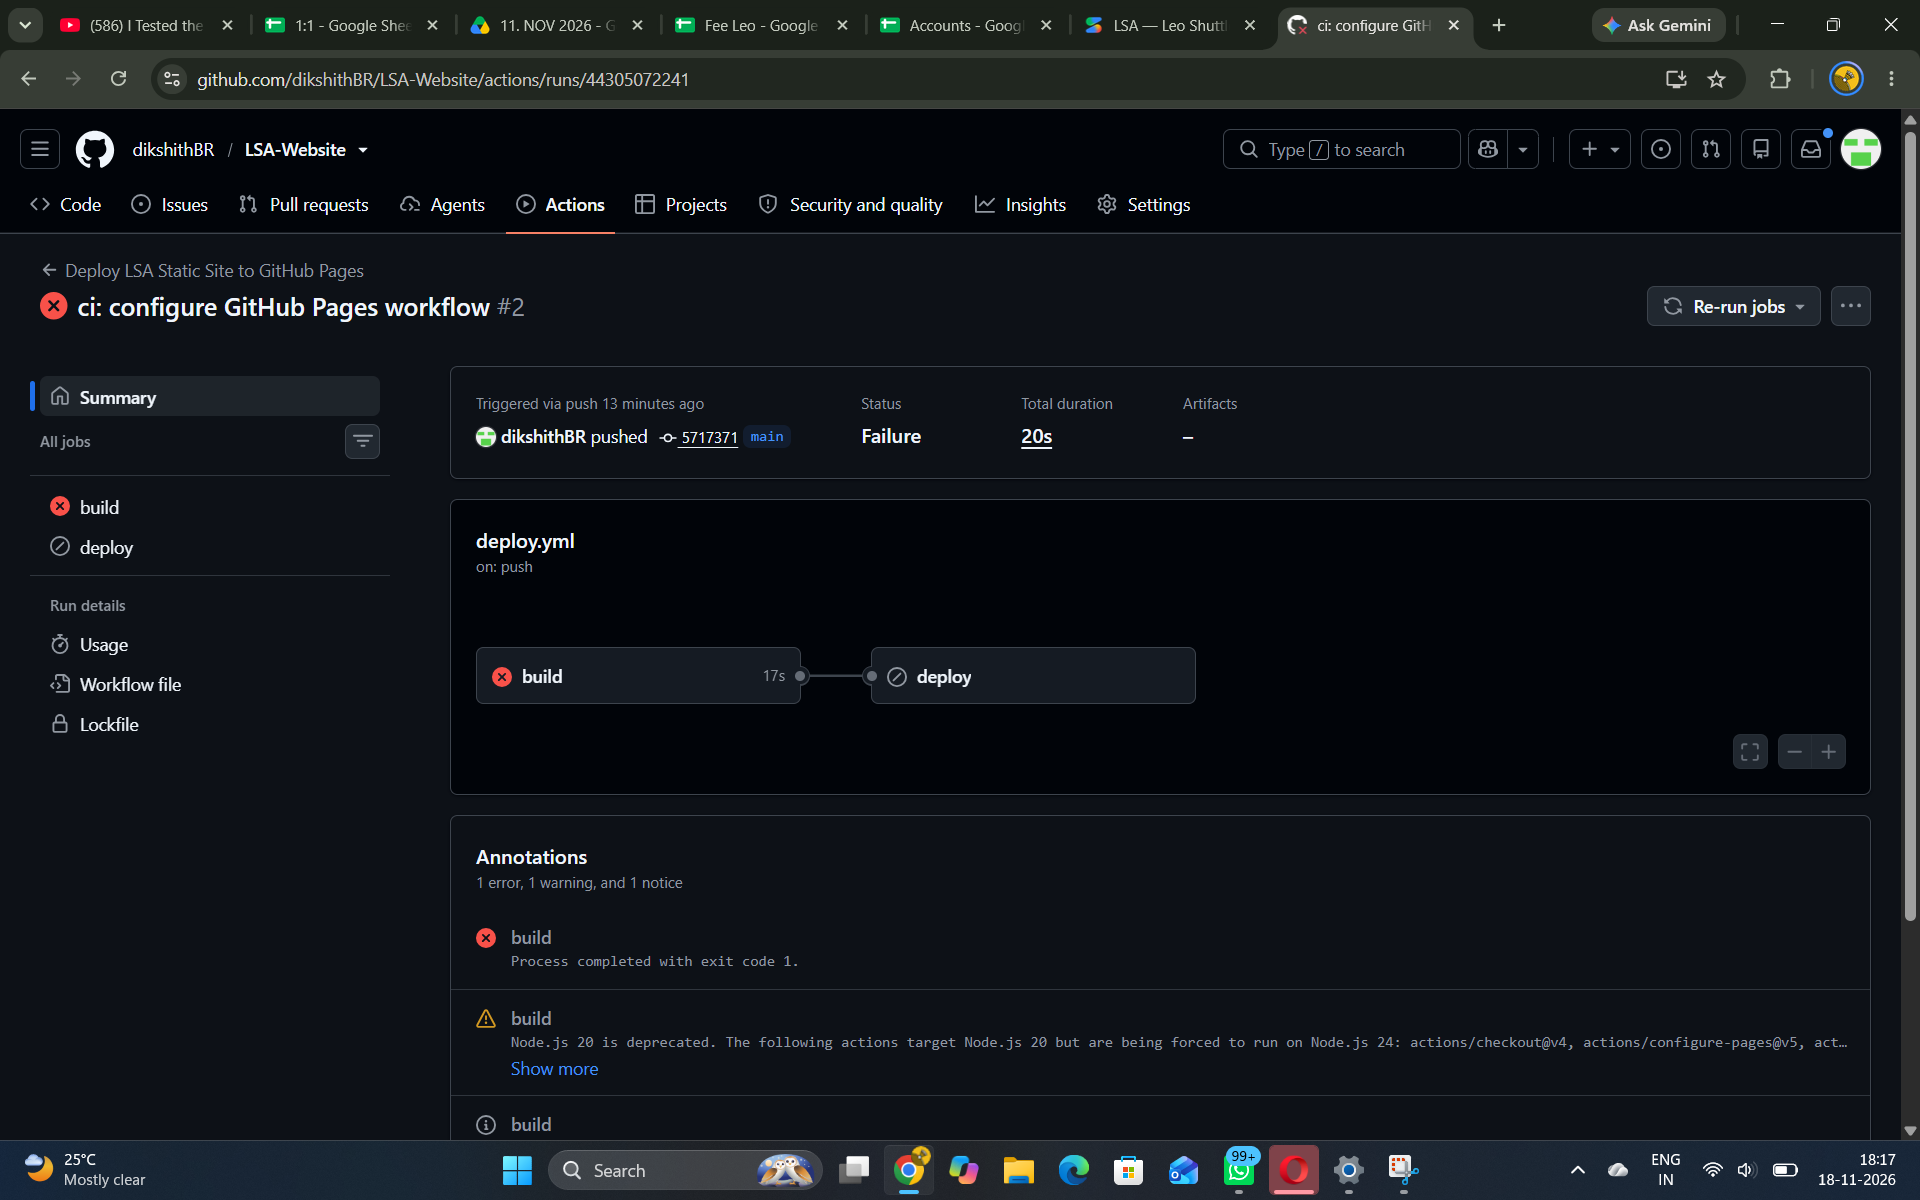 (586) I Tested the
1:1 - Google Shee
11. NOV 2026 - G
Fee Leo - Google
Accounts - Googl
LSA — Leo Shuttl
ci: configure GitH
Ask Gemini
github.com/dikshithBR/LSA-Website/actions/runs/44305072241
dikshithBR / LSA-Website
Type / to search
Code
Issues
Pull requests
Agents
Actions
Projects
Security and quality
Insights
Settings
Deploy LSA Static Site to GitHub Pages
ci: configure GitHub Pages workflow #2
Re-run jobs
Summary
All jobs
build
deploy
Run details
Usage
Workflow file
Lockfile
Triggered via push 13 minutes ago
dikshithBR pushed 5717371 main
Status
Failure
Total duration
20s
Artifacts
–
deploy.yml
on: push
build 17s
deploy
Annotations
1 error, 1 warning, and 1 notice
build
Process completed with exit code 1.
build
Node.js 20 is deprecated. The following actions target Node.js 20 but are being forced to run on Node.js 24: actions/checkout@v4, actions/configure-pages@v5, act…
Show more
build
25°C
Mostly clear
Search
99+
ENG
IN
18:17
18-11-2026